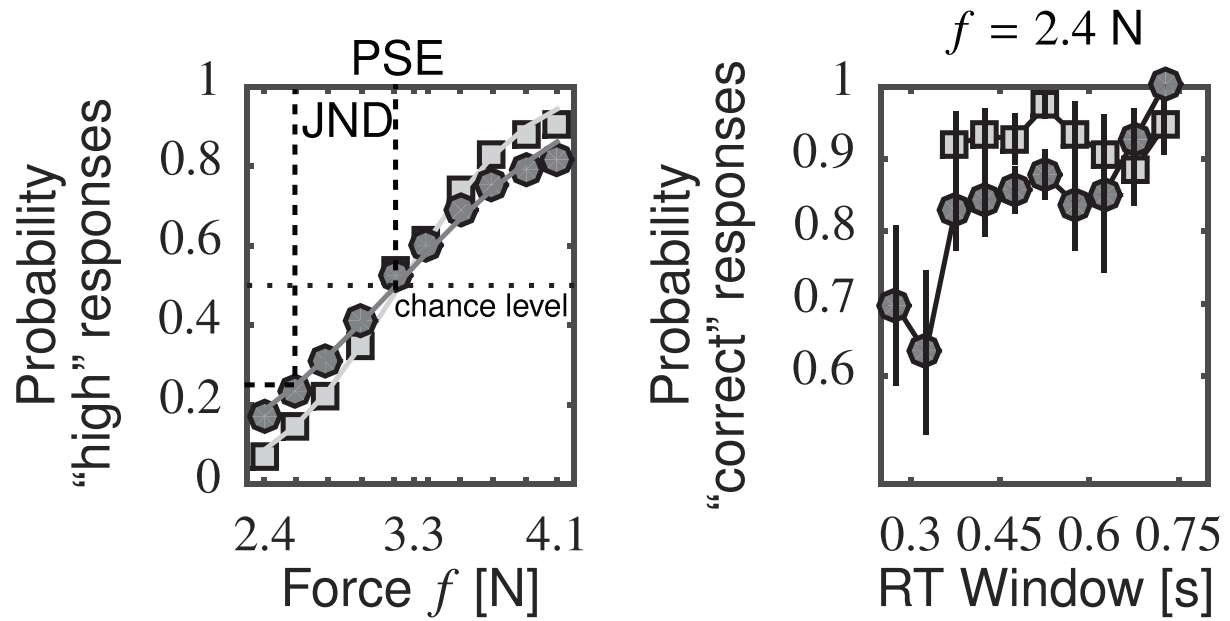 PSE
JND
1
0.8
0.6
0.4
0.2
0
Probability
“high” responses
chance level
2.4 3.3 4.1
Force f [N]
f = 2.4 N
1
0.9
0.8
0.7
0.6
Probability
“correct” responses
0.3 0.45 0.6 0.75
RT Window [s]